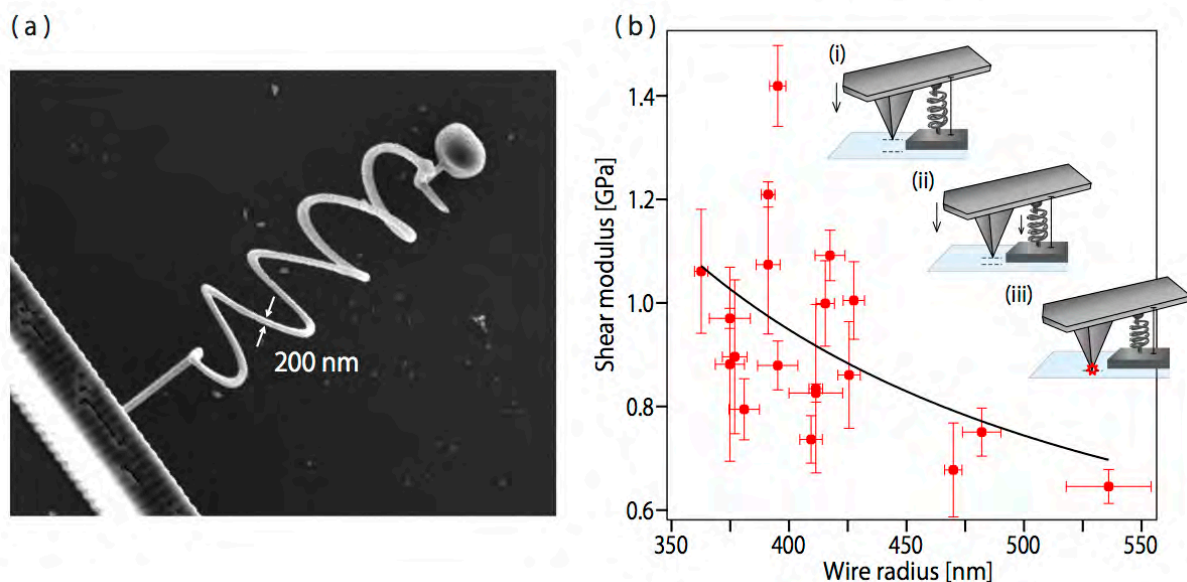 ( a )
200 nm
( b )
Shear modulus [GPa]
1.4
1.2
1.0
0.8
0.6
350
400
450
500
550
Wire radius [nm]
(i)
(ii)
(iii)